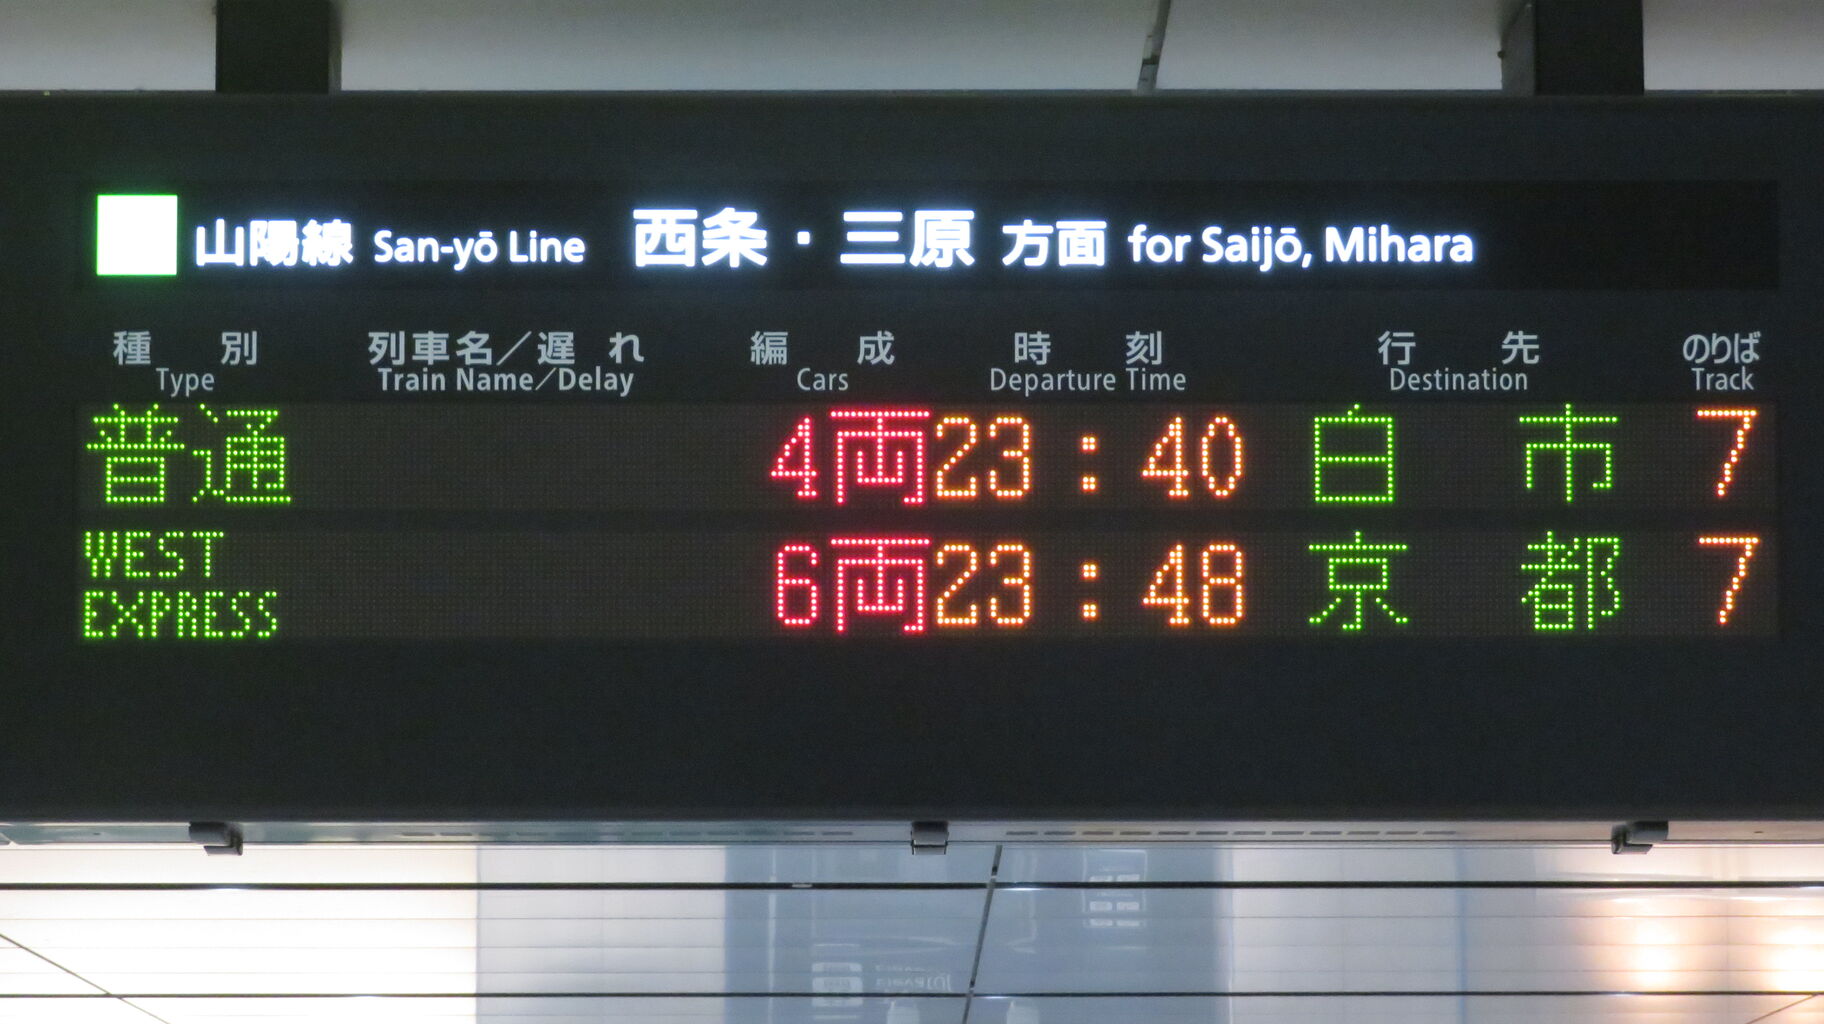 山陽線 San-yō Line 西条・三原 方面 for Saijō, Mihara
種別 列車名／遅れ 編成 時刻 行先 のりば
Type Train Name／Delay Cars Departure Time Destination Track
普通 4両 23:40 白市 7
WEST EXPRESS 6両 23:48 京都 7